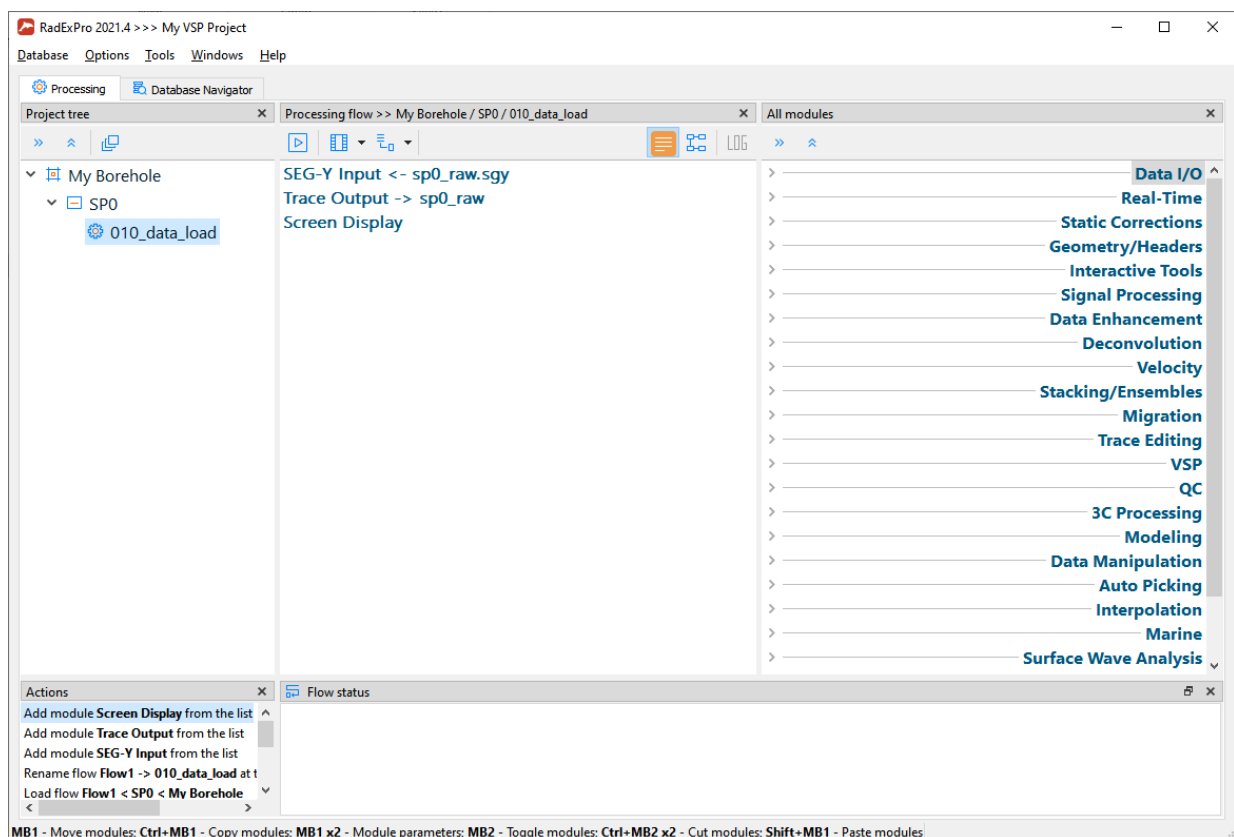 RadExPro 2021.4 >>> My VSP Project
Database Options Tools Windows Help
Processing Database Navigator
Project tree
Processing flow >> My Borehole / SP0 / 010_data_load
All modules
LOG
My Borehole
SP0
010_data_load
SEG-Y Input <- sp0_raw.sgy
Trace Output -> sp0_raw
Screen Display
Data I/O
Real-Time
Static Corrections
Geometry/Headers
Interactive Tools
Signal Processing
Data Enhancement
Deconvolution
Velocity
Stacking/Ensembles
Migration
Trace Editing
VSP
QC
3C Processing
Modeling
Data Manipulation
Auto Picking
Interpolation
Marine
Surface Wave Analysis
Actions
Add module Screen Display from the list
Add module Trace Output from the list
Add module SEG-Y Input from the list
Rename flow Flow1 -> 010_data_load at t
Load flow Flow1 < SP0 < My Borehole
Flow status
MB1 - Move modules; Ctrl+MB1 - Copy modules; MB1 x2 - Module parameters; MB2 - Toggle modules; Ctrl+MB2 x2 - Cut modules; Shift+MB1 - Paste modules